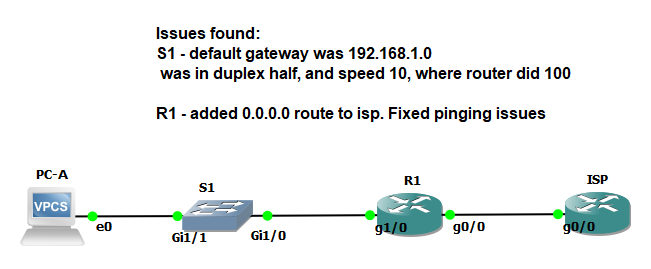 Issues found:
S1 - default gateway was 192.168.1.0
was in duplex half, and speed 10, where router did 100
R1 - added 0.0.0.0 route to isp. Fixed pinging issues
PC-A
VPCS
e0
S1
Gi1/1
Gi1/0
R1
g1/0
g0/0
ISP
g0/0